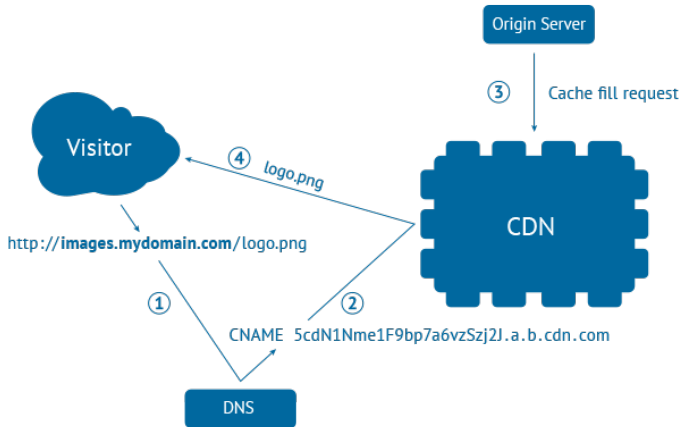 Origin Server
③ Cache fill request
Visitor
④ logo.png
CDN
http://images.mydomain.com/logo.png
① ②
CNAME 5cdN1Nme1F9bp7a6vzSzj2J.a.b.cdn.com
DNS